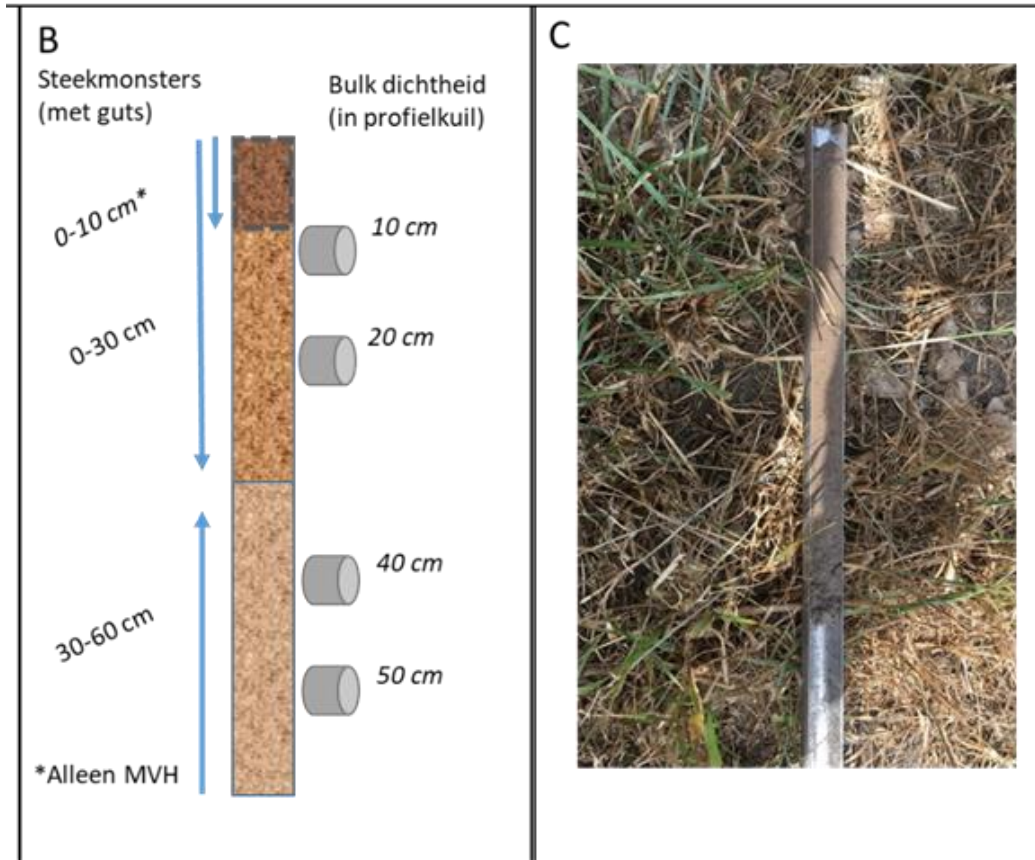 B
Steekmonsters
(met guts)
Bulk dichtheid
(in profielkuil)
0-10 cm*
10 cm
0-30 cm
20 cm
40 cm
30-60 cm
50 cm
*Alleen MVH
C